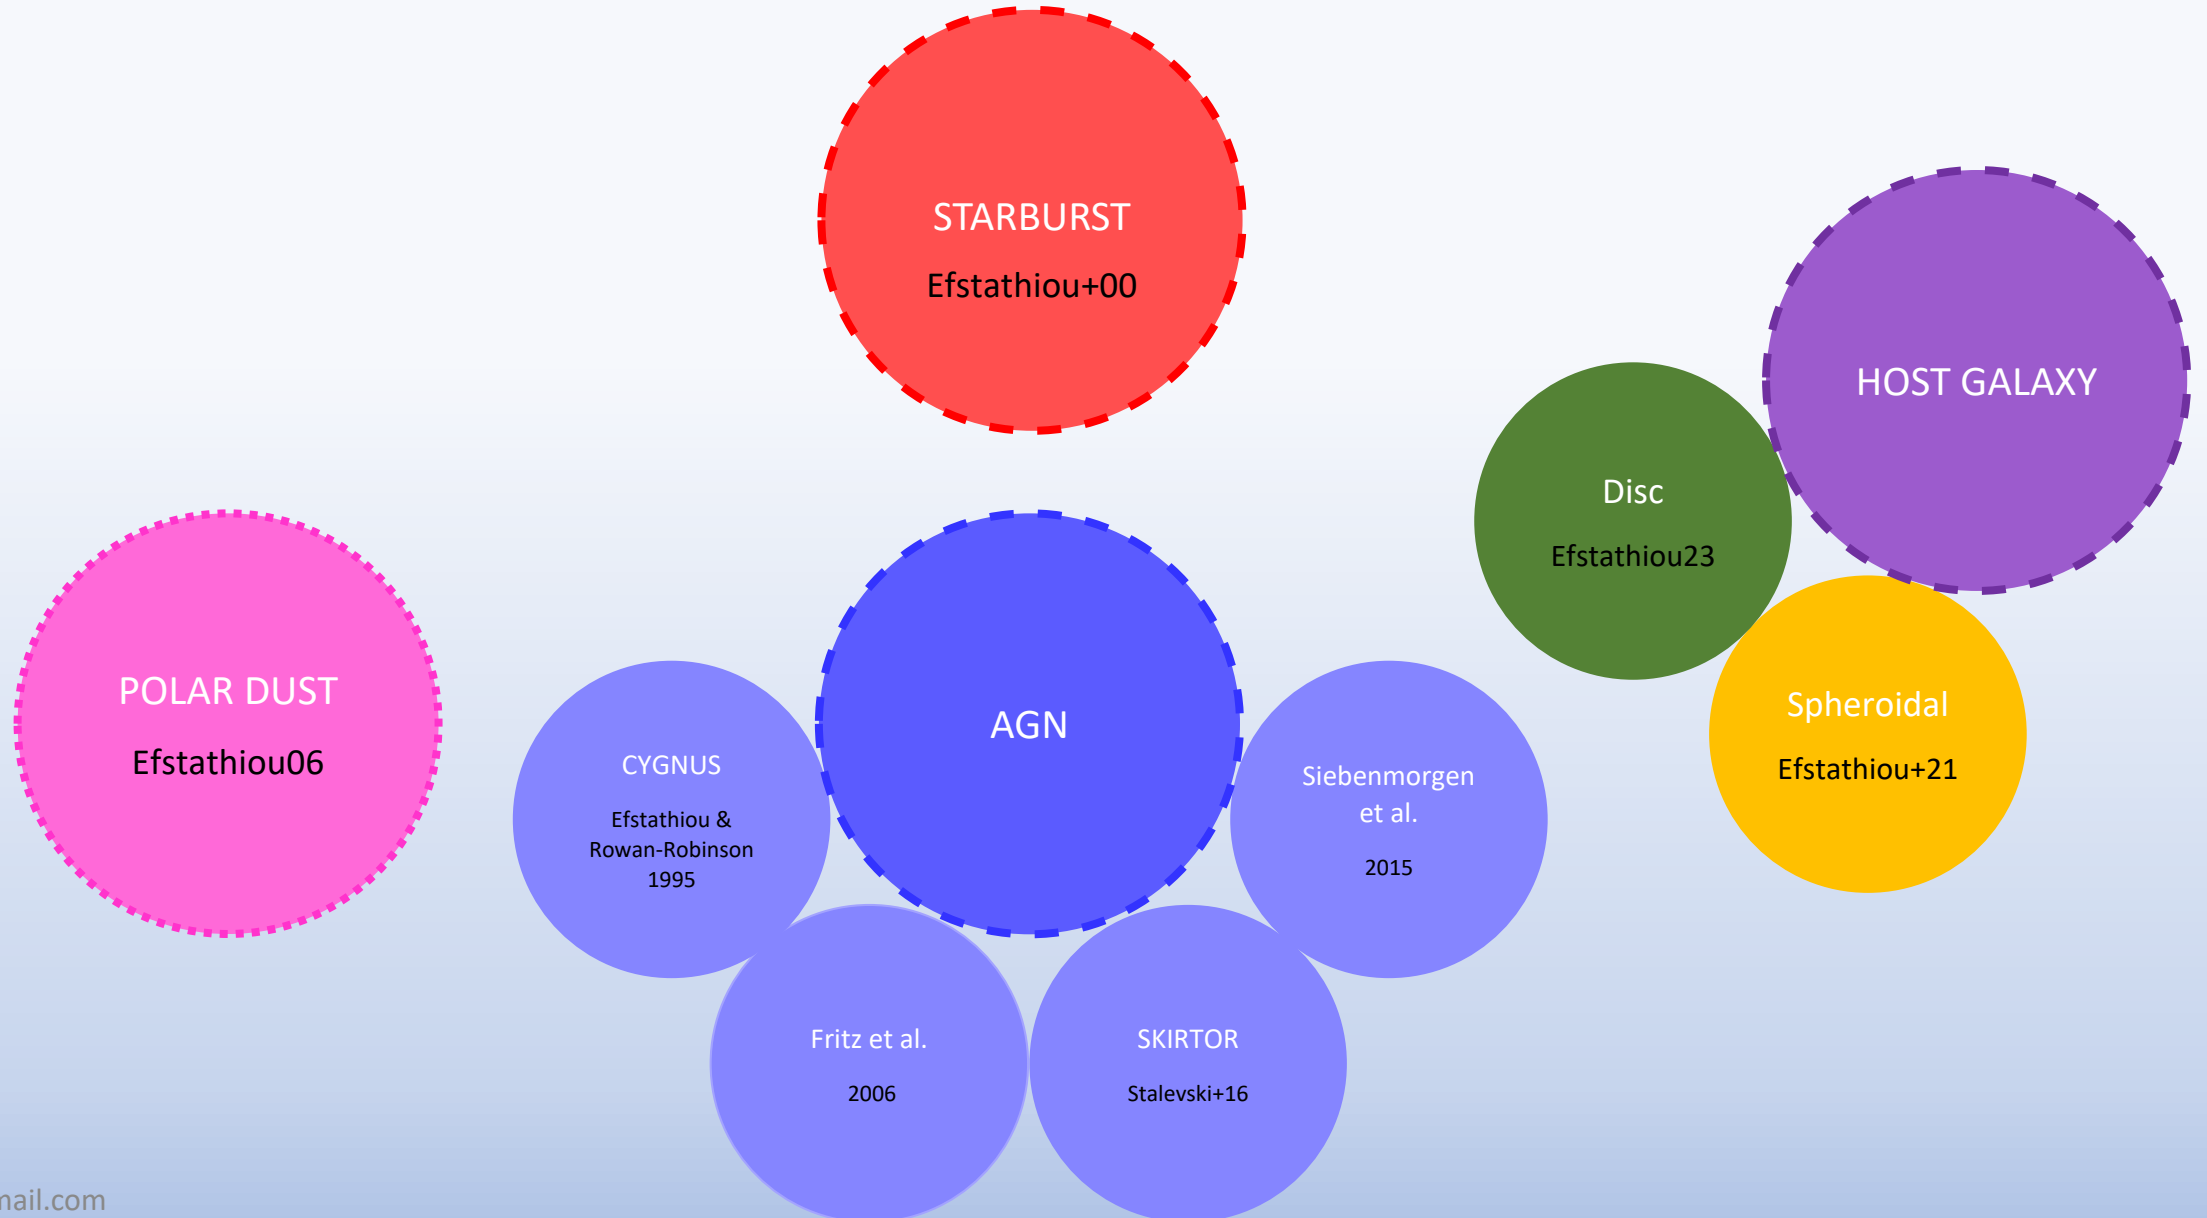 STARBURST
Efstathiou+00
HOST GALAXY
Disc
Efstathiou23
Spheroidal
Efstathiou+21
POLAR DUST
Efstathiou06
AGN
CYGNUS
Efstathiou &
Rowan-Robinson
1995
Siebenmorgen
et al.
2015
Fritz et al.
2006
SKIRTOR
Stalevski+16
mail.com